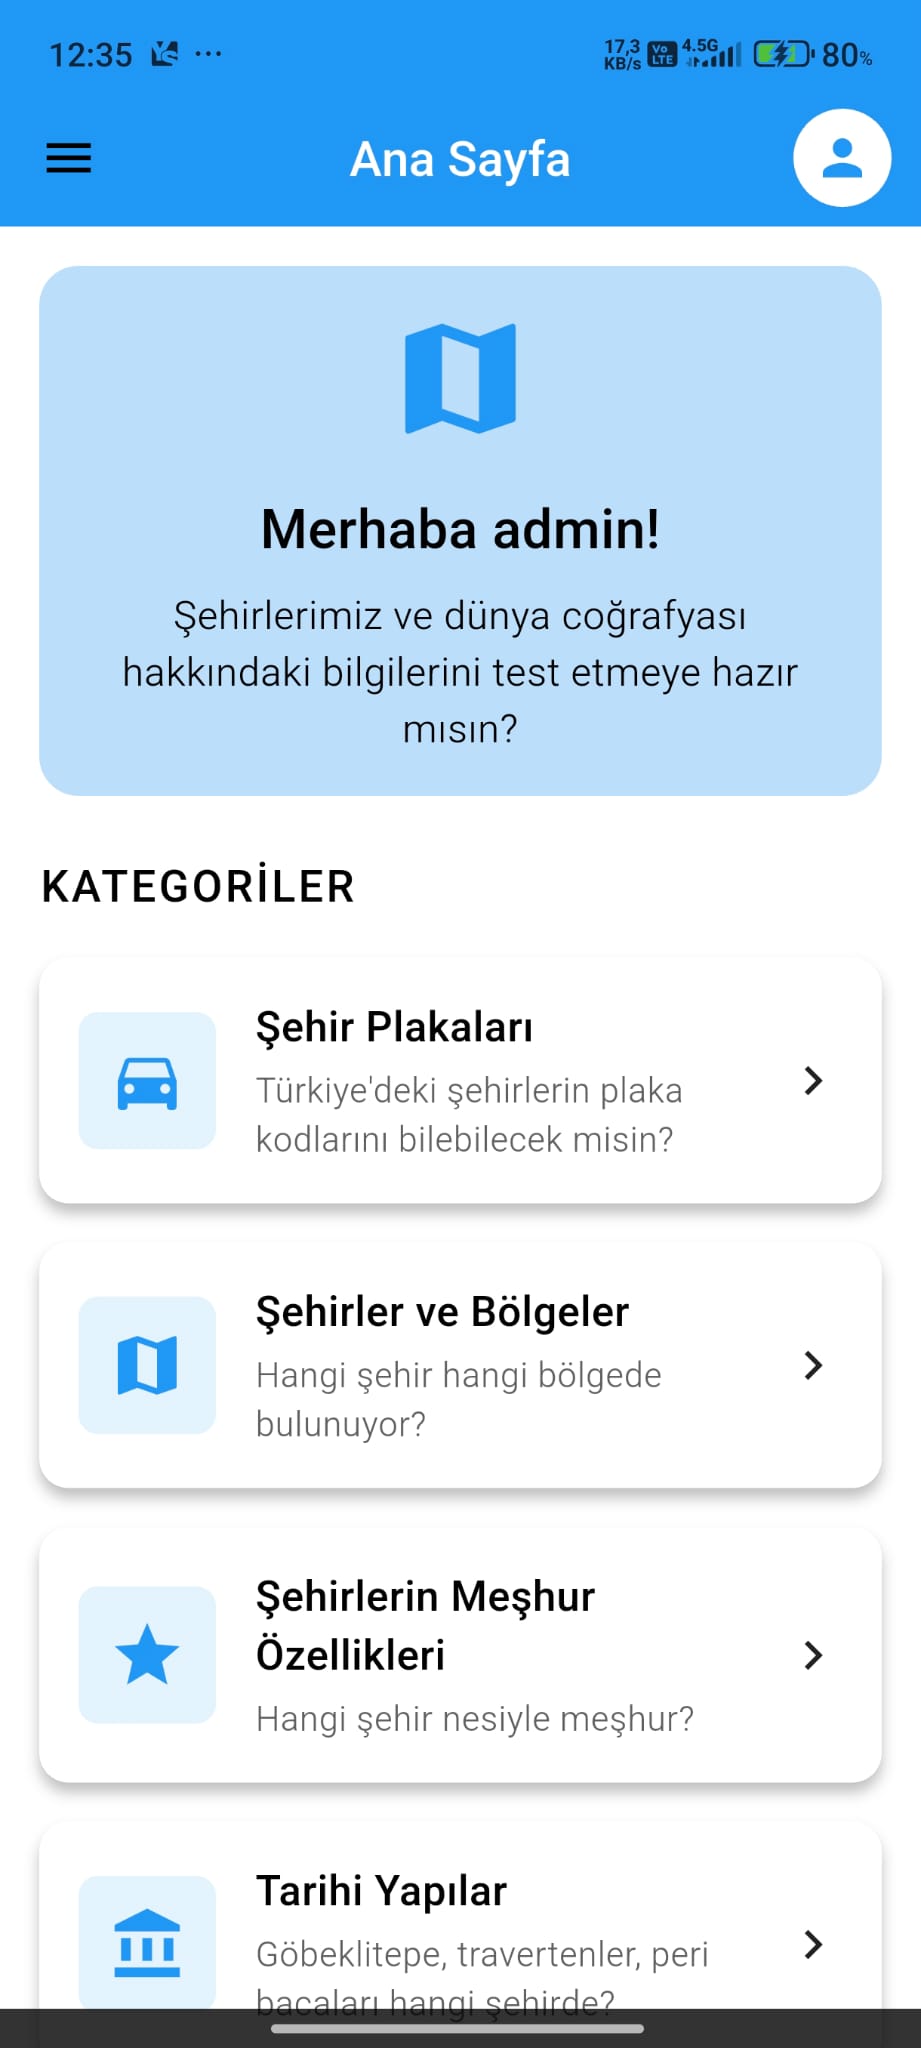 12:35
17,3 KB/s Vo LTE 4.5G 80%
Ana Sayfa
Merhaba admin!
Şehirlerimiz ve dünya coğrafyası
hakkındaki bilgilerini test etmeye hazır
mısın?
KATEGORİLER
Şehir Plakaları
Türkiye'deki şehirlerin plaka
kodlarını bilebilecek misin?
Şehirler ve Bölgeler
Hangi şehir hangi bölgede
bulunuyor?
Şehirlerin Meşhur
Özellikleri
Hangi şehir nesiyle meşhur?
Tarihi Yapılar
Göbeklitepe, travertenler, peri
bacaları hangi şehirde?